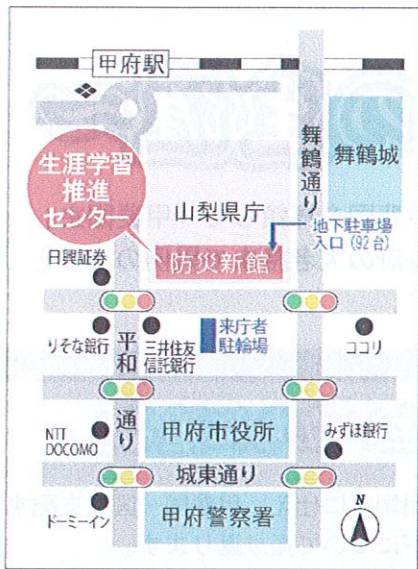 甲府駅
舞鶴通り
舞鶴城
生涯学習
推進
センター
山梨県庁
地下駐車場
入口(92台)
防災新館
日興証券
りそな銀行
平和通り
三井住友
信託銀行
来庁者
駐輪場
ココリ
NTT
DOCOMO
甲府市役所
みずほ銀行
城東通り
ドーミーイン
甲府警察署
N